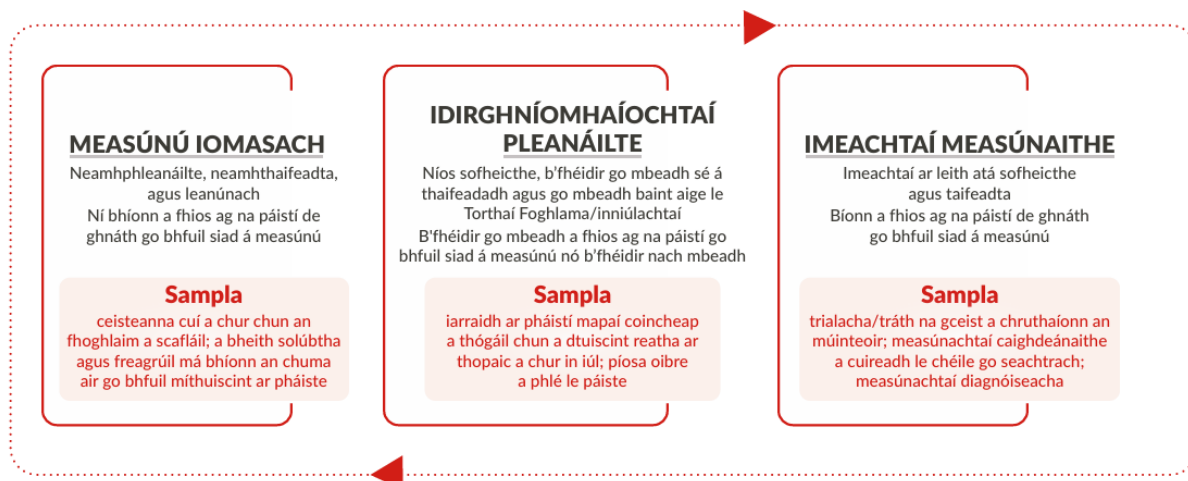 MEASÚNÚ IOMASACH
Neamhphleanáilte, neamhthaifeadta,
agus leanúnach
Ní bhíonn a fhios ag na páistí de
ghnáth go bhfuil siad á measúnú
Sampla
ceisteanna cuí a chur chun an
fhoghlaim a scafláil; a bheith solúbtha
agus freagrúil má bhíonn an chuma
air go bhfuil míthuiscint ar pháiste
IDIRGHNÍOMHAÍOCHTAÍ
PLEANÁILTE
Níos sofheicthe, b’fhéidir go mbeadh sé á
thaifeadadh agus go mbeadh baint aige le
Torthaí Foghlama/inniúlachtaí
B'fhéidir go mbeadh a fhios ag na páistí go
bhfuil siad á measúnú nó b’fhéidir nach mbeadh
Sampla
iarraidh ar pháistí mapaí coincheap
a thógáil chun a dtuiscint reatha ar
thopaic a chur in iúl; píosa oibre
a phlé le páiste
IMEACHTAÍ MEASÚNAITHE
Imeachtaí ar leith atá sofheicthe
agus taifeadta
Bíonn a fhios ag na páistí de ghnáth
go bhfuil siad á measúnú
Sampla
trialacha/tráth na gceist a chruthaíonn an
múinteoir; measúnachtaí caighdeánaithe
a cuireadh le chéile go seachtrach;
measúnachtaí diagnóiseacha